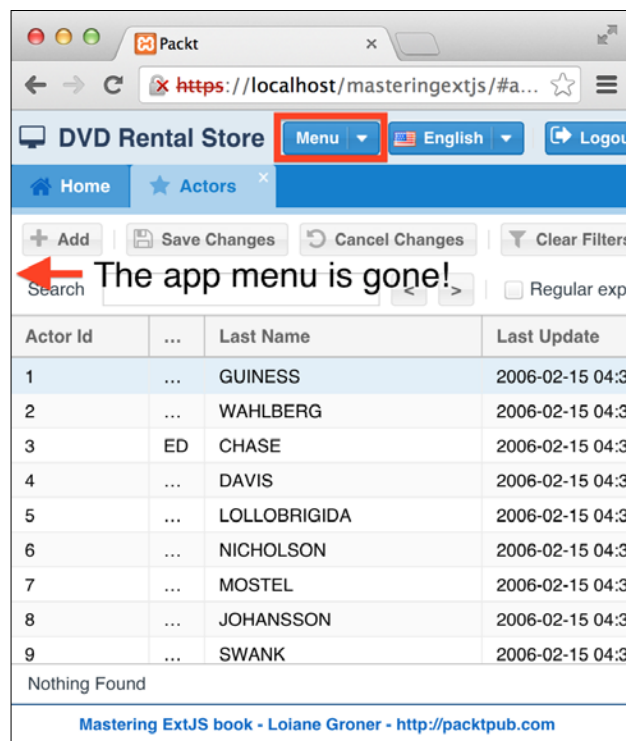 Packt
https://localhost/masteringextjs/#a...
DVD Rental Store Menu English Logou
Home Actors
Add Save Changes Cancel Changes Clear Filters
The app menu is gone!
Search < > Regular exp
Actor Id ... Last Name Last Update
1 ... GUINESS 2006-02-15 04:3
2 ... WAHLBERG 2006-02-15 04:3
3 ED CHASE 2006-02-15 04:3
4 ... DAVIS 2006-02-15 04:3
5 ... LOLLOBRIGIDA 2006-02-15 04:3
6 ... NICHOLSON 2006-02-15 04:3
7 ... MOSTEL 2006-02-15 04:3
8 ... JOHANSSON 2006-02-15 04:3
9 ... SWANK 2006-02-15 04:3
Nothing Found
Mastering ExtJS book - Loiane Groner - http://packtpub.com